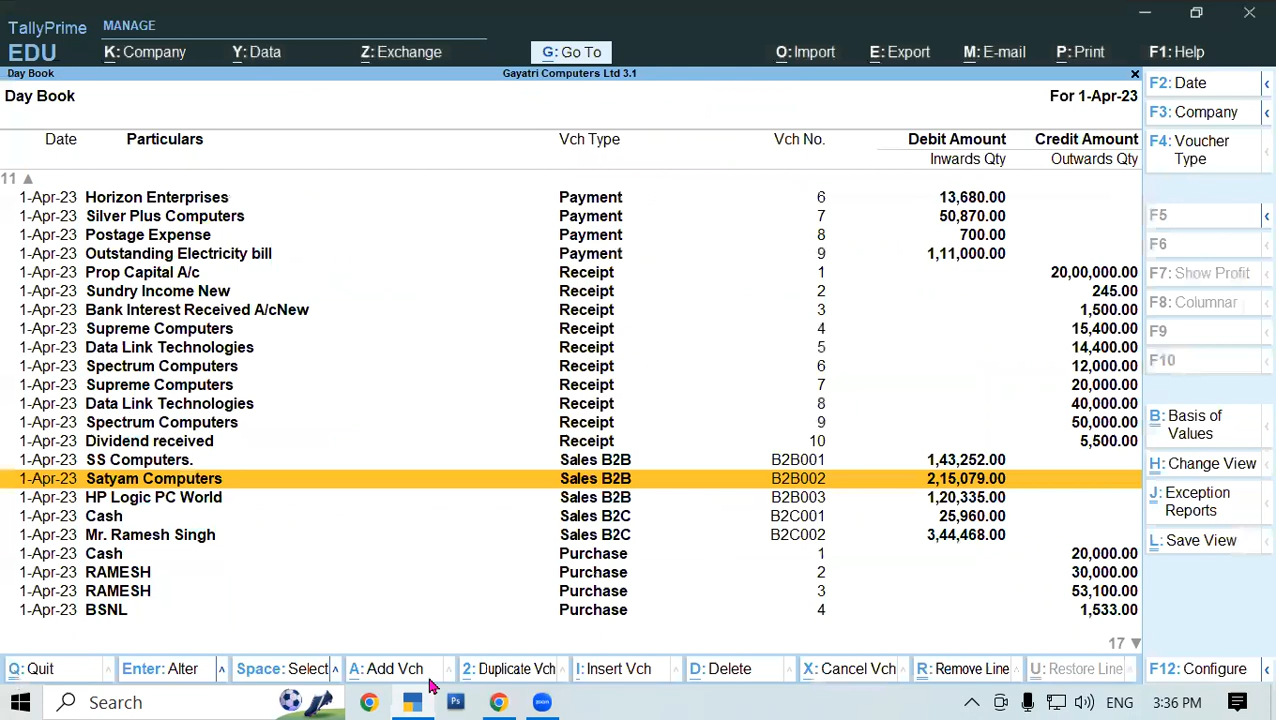 TallyPrime
EDU
MANAGE
K: Company Y: Data Z: Exchange G: Go To O: Import E: Export M: E-mail P: Print F1: Help
Day Book Gayatri Computers Ltd 3.1
Day Book For 1-Apr-23
Date Particulars Vch Type Vch No. Debit Amount Credit Amount
Inwards Qty Outwards Qty
11
1-Apr-23 Horizon Enterprises Payment 6 13,680.00
1-Apr-23 Silver Plus Computers Payment 7 50,870.00
1-Apr-23 Postage Expense Payment 8 700.00
1-Apr-23 Outstanding Electricity bill Payment 9 1,11,000.00
1-Apr-23 Prop Capital A/c Receipt 1 20,00,000.00
1-Apr-23 Sundry Income New Receipt 2 245.00
1-Apr-23 Bank Interest Received A/cNew Receipt 3 1,500.00
1-Apr-23 Supreme Computers Receipt 4 15,400.00
1-Apr-23 Data Link Technologies Receipt 5 14,400.00
1-Apr-23 Spectrum Computers Receipt 6 12,000.00
1-Apr-23 Supreme Computers Receipt 7 20,000.00
1-Apr-23 Data Link Technologies Receipt 8 40,000.00
1-Apr-23 Spectrum Computers Receipt 9 50,000.00
1-Apr-23 Dividend received Receipt 10 5,500.00
1-Apr-23 SS Computers. Sales B2B B2B001 1,43,252.00
1-Apr-23 Satyam Computers Sales B2B B2B002 2,15,079.00
1-Apr-23 HP Logic PC World Sales B2B B2B003 1,20,335.00
1-Apr-23 Cash Sales B2C B2C001 25,960.00
1-Apr-23 Mr. Ramesh Singh Sales B2C B2C002 3,44,468.00
1-Apr-23 Cash Purchase 1 20,000.00
1-Apr-23 RAMESH Purchase 2 30,000.00
1-Apr-23 RAMESH Purchase 3 53,100.00
1-Apr-23 BSNL Purchase 4 1,533.00
17
F2: Date
F3: Company
F4: Voucher
Type
F5
F6
F7: Show Profit
F8: Columnar
F9
F10
B: Basis of
Values
H: Change View
J: Exception
Reports
L: Save View
Q: Quit Enter: Alter Space: Select A: Add Vch 2: Duplicate Vch I: Insert Vch D: Delete X: Cancel Vch R: Remove Line U: Restore Line F12: Configure
Search Ps zoom ENG 3:36 PM